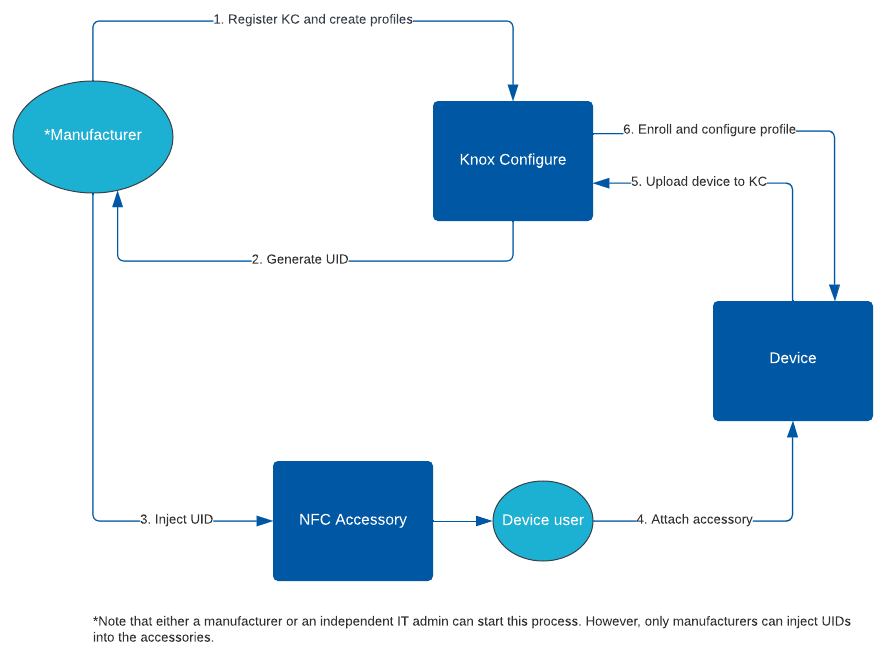 1. Register KC and create profiles
*Manufacturer
Knox Configure
6. Enroll and configure profile
5. Upload device to KC
2. Generate UID
Device
3. Inject UID
NFC Accessory
Device user
4. Attach accessory
*Note that either a manufacturer or an independent IT admin can start this process. However, only manufacturers can inject UIDs
into the accessories.